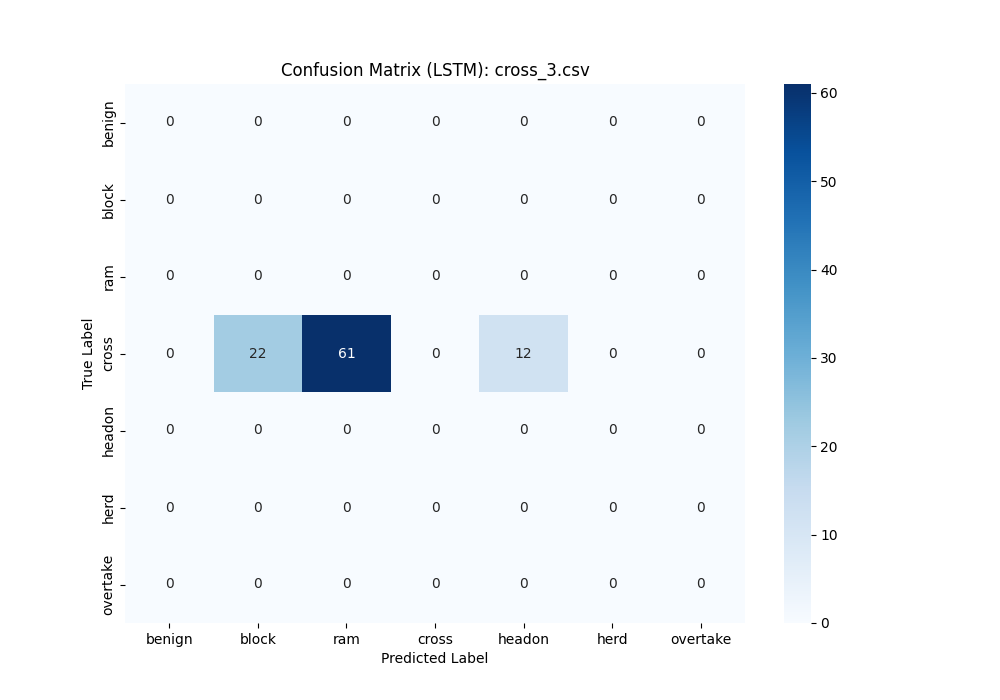 Confusion Matrix (LSTM): cross_3.csv
True Label
benign 0 0 0 0 0 0 0
block 0 0 0 0 0 0 0
ram 0 0 0 0 0 0 0
cross 0 22 61 0 12 0 0
headon 0 0 0 0 0 0 0
herd 0 0 0 0 0 0 0
overtake 0 0 0 0 0 0 0
benign block ram cross headon herd overtake
Predicted Label
60
50
40
30
20
10
0